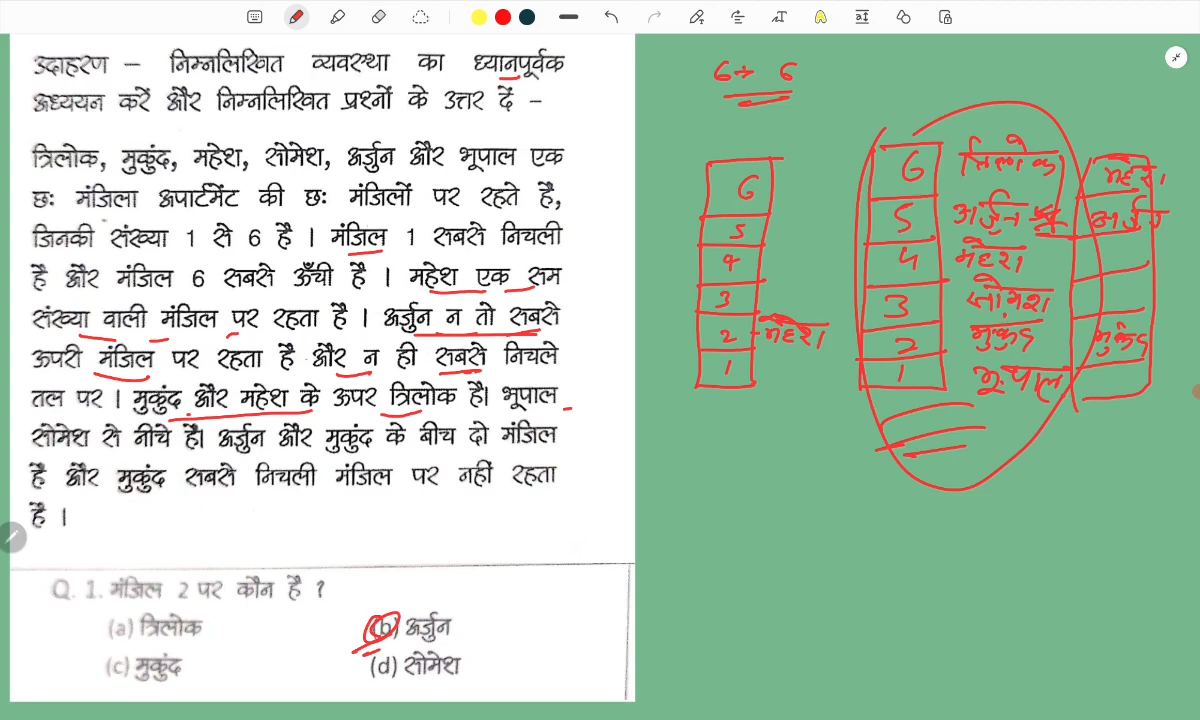 उदाहरण – निम्नलिखित व्यवस्था का ध्यानपूर्वक
अध्ययन करें और निम्नलिखित प्रश्नों के उत्तर दें –
त्रिलोक, मुकुंद, महेश, सोमेश, अर्जुन और भूपाल एक
छः मंजिला अपार्टमेंट की छः मंजिलों पर रहते है,
जिनकी संख्या 1 से 6 है । मंजिल 1 सबसे निचली
है और मंजिल 6 सबसे ऊँची है । महेश एक सम
संख्या वाली मंजिल पर रहता है । अर्जुन न तो सबसे
ऊपरी मंजिल पर रहता है और न ही सबसे निचले
तल पर । मुकुंद और महेश के ऊपर त्रिलोक है। भूपाल
सोमेश से नीचे है। अर्जुन और मुकुंद के बीच दो मंजिल
है और मुकुंद सबसे निचली मंजिल पर नहीं रहता
है ।
Q. 1. मंजिल 2 पर कौन है ?
(a) त्रिलोक (b) अर्जुन
(c) मुकुंद (d) सोमेश
6 → 6
6
5
4
3
2 महेश
1
6 त्रिलोक महेश
5 अर्जुन अर्जुन
4 महेश
3
2 मुकुंद मुकुंद
1 भूपाल